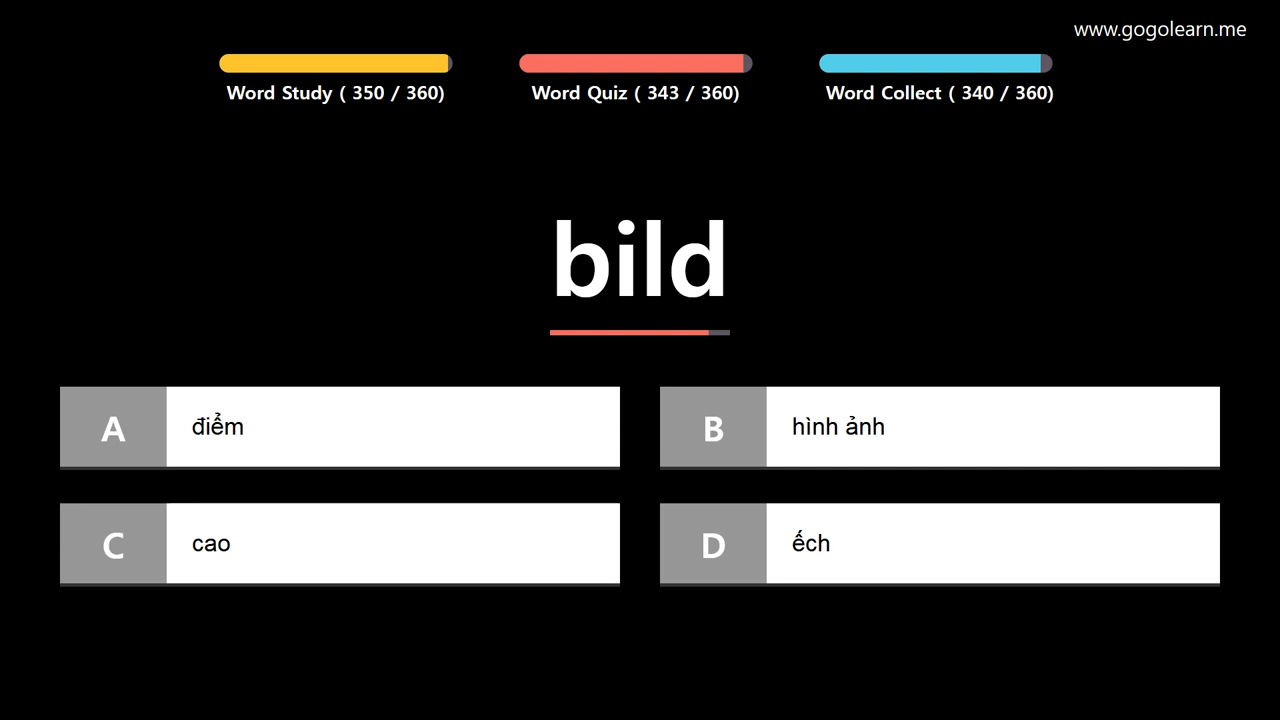 www.gogolearn.me
Word Study ( 350 / 360)
Word Quiz ( 343 / 360)
Word Collect ( 340 / 360)
bild
A
điểm
B
hình ảnh
C
cao
D
ếch